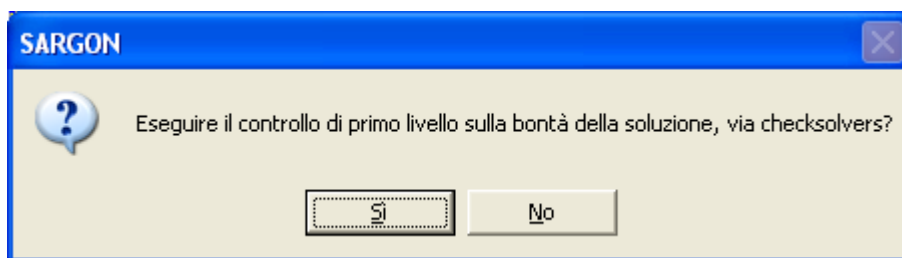 SARGON
Eseguire il controllo di primo livello sulla bontà della soluzione, via checksolvers?
Sì
No